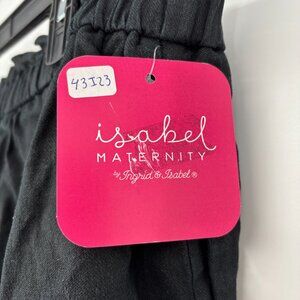 43I23
isabel
MATERNITY
by Ingrid & Isabel®